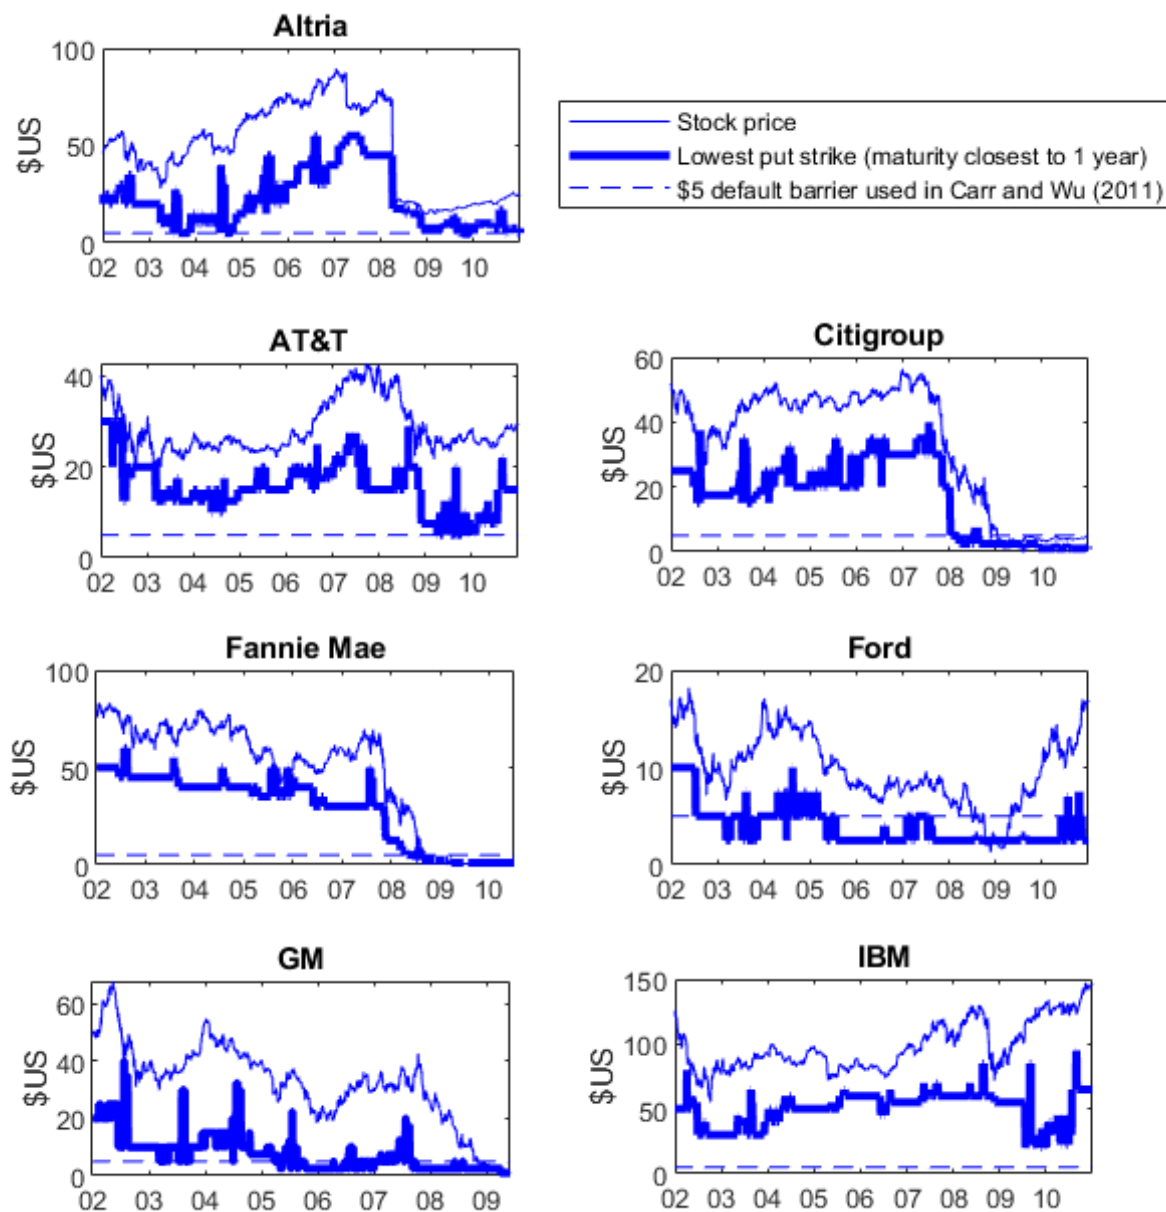 Altria
100
50
0
$US
02 03 04 05 06 07 08 09 10
Stock price
Lowest put strike (maturity closest to 1 year)
$5 default barrier used in Carr and Wu (2011)
AT&T
40
20
0
$US
02 03 04 05 06 07 08 09 10
Citigroup
60
40
20
0
$US
02 03 04 05 06 07 08 09 10
Fannie Mae
100
50
0
$US
02 03 04 05 06 07 08 09 10
Ford
20
10
0
$US
02 03 04 05 06 07 08 09 10
GM
60
40
20
0
$US
02 03 04 05 06 07 08 09
IBM
150
100
50
0
$US
02 03 04 05 06 07 08 09 10